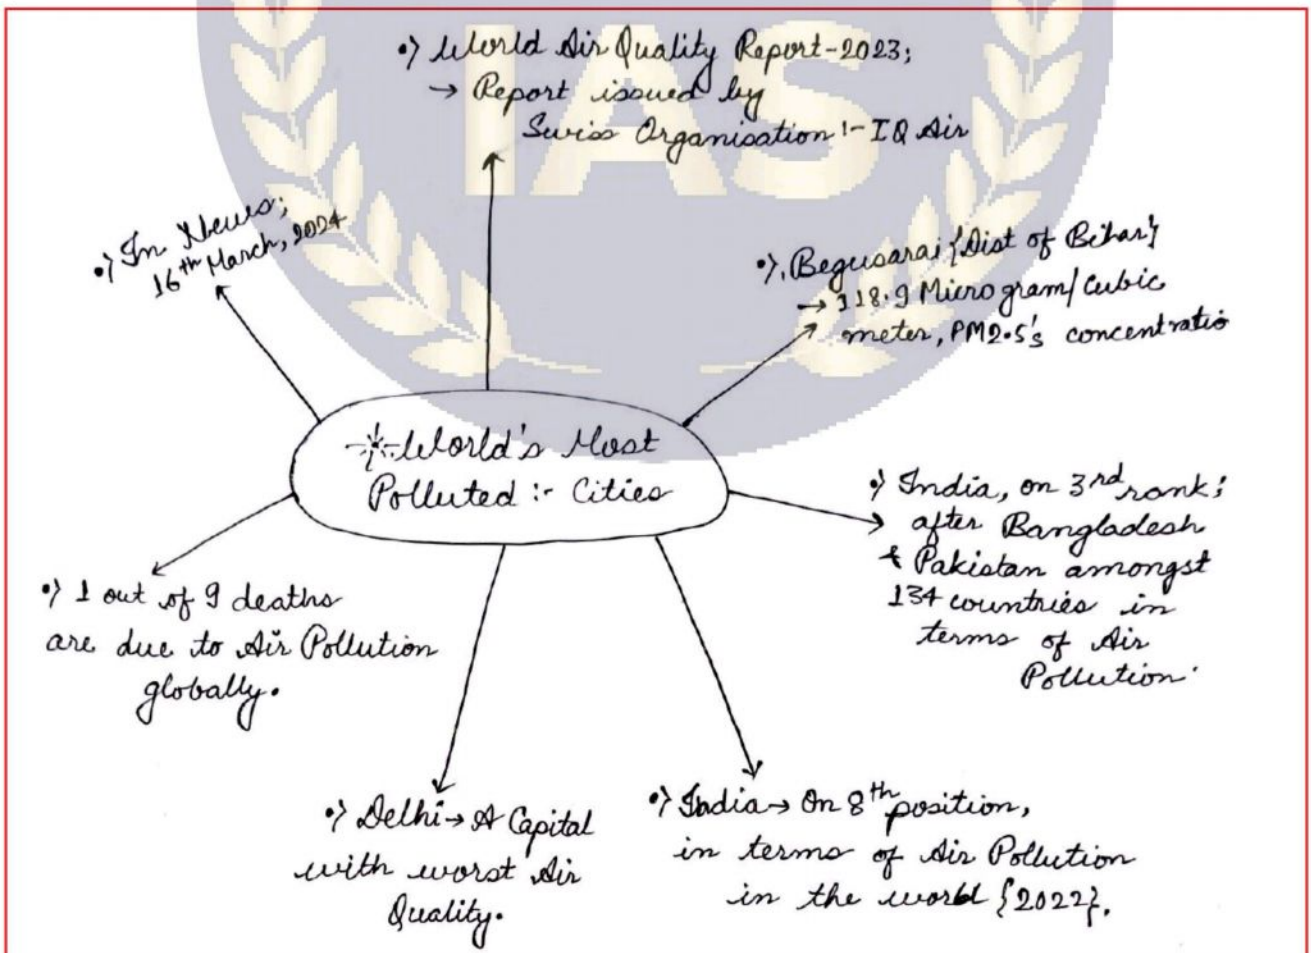 IAS
•) World Air Quality Report-2023;
→ Report issued by
Swiss Organisation :- IQ Air
•) In News;
16th March, 2024
•) Begusarai {Dist of Bihar}
→ 118.9 Microgram/cubic
meter, PM2.5's concentratio
World's Most
Polluted :- Cities
•) India, on 3rd rank;
after Bangladesh
& Pakistan amongst
134 countries in
terms of Air
Pollution.
•) 1 out of 9 deaths
are due to Air Pollution
globally.
•) Delhi → A Capital
with worst Air
Quality.
•) India → On 8th position,
in terms of Air Pollution
in the world {2022}.